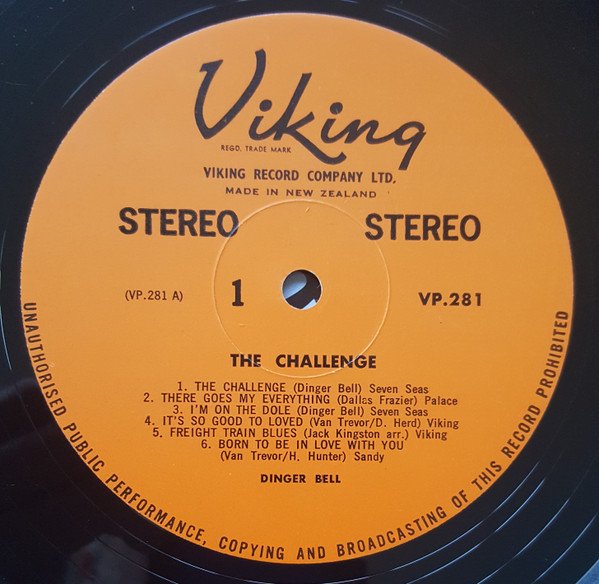 Viking
REGD. TRADE MARK
VIKING RECORD COMPANY LTD.
MADE IN NEW ZEALAND
STEREO STEREO
(VP.281 A) 1 VP.281
THE CHALLENGE
1. THE CHALLENGE (Dinger Bell) Seven Seas
2. THERE GOES MY EVERYTHING (Dallas Frazier) Palace
3. I'M ON THE DOLE (Dinger Bell) Seven Seas
4. IT'S SO GOOD TO LOVED (Van Trevor/D. Herd) Viking
5. FREIGHT TRAIN BLUES (Jack Kingston arr.) Viking
6. BORN TO BE IN LOVE WITH YOU
(Van Trevor/H. Hunter) Sandy
DINGER BELL
UNAUTHORISED PUBLIC PERFORMANCE, COPYING AND BROADCASTING OF THIS RECORD PROHIBITED